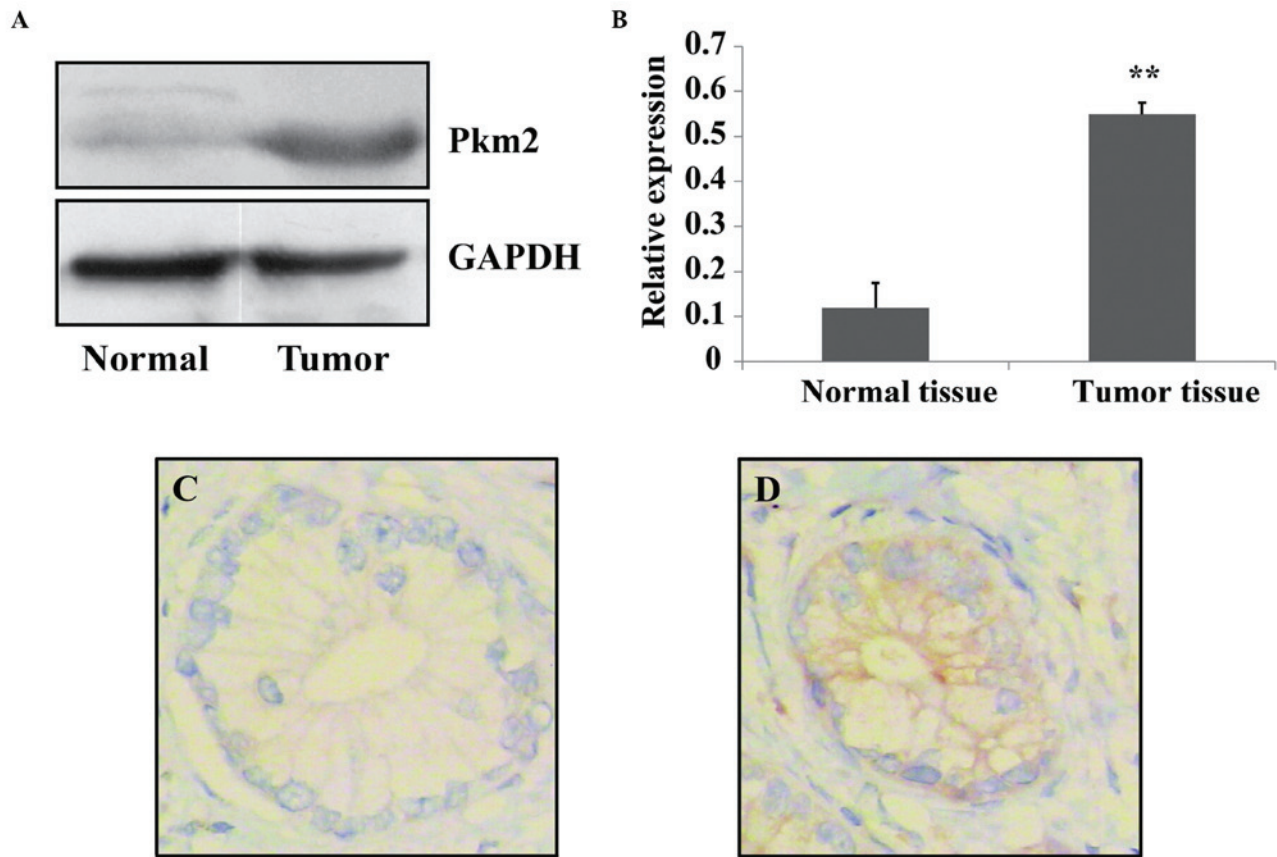 A
Pkm2
GAPDH
Normal Tumor
B
Relative expression
0.7
0.6
0.5
0.4
0.3
0.2
0.1
0
**
Normal tissue Tumor tissue
C
D